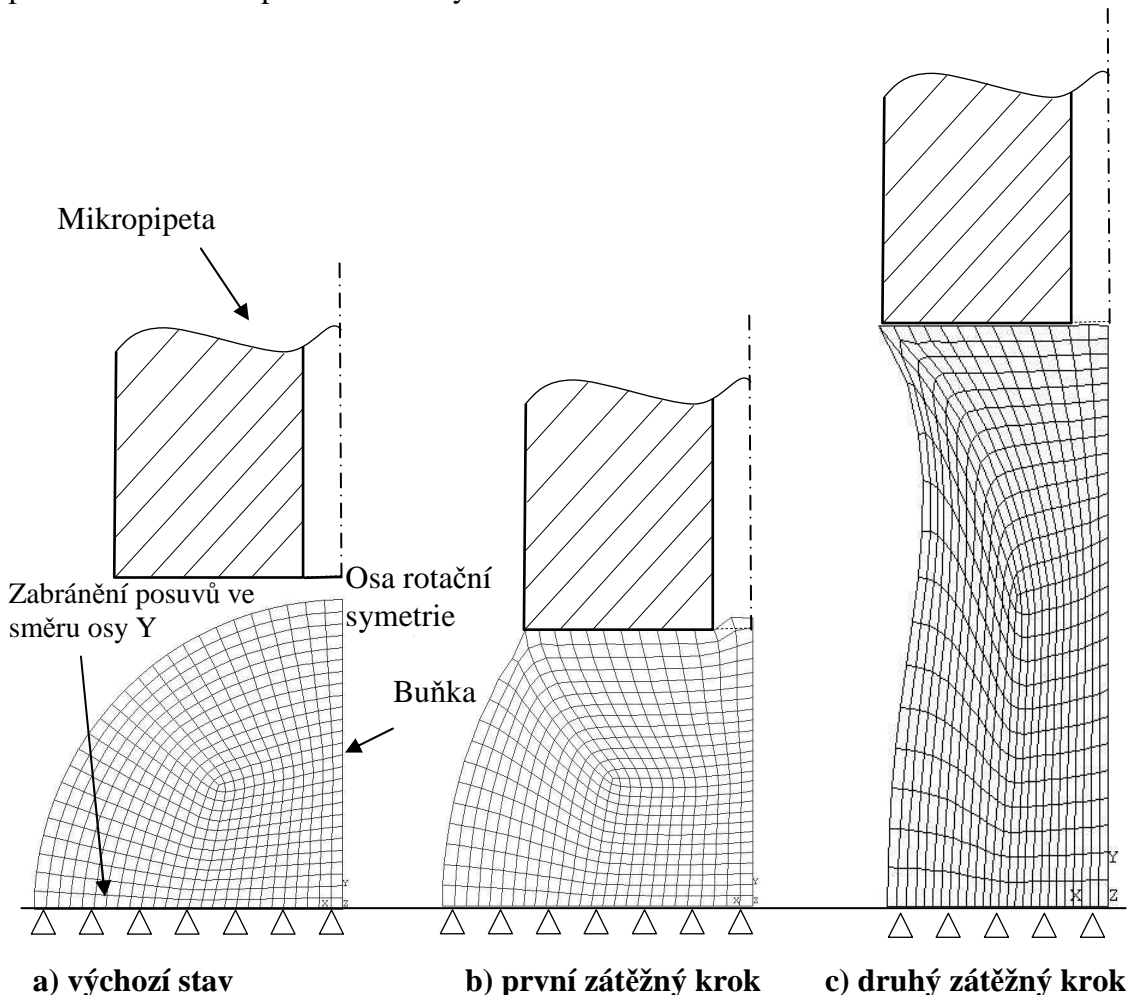 Mikropipeta
Zabránění posuvů ve
směru osy Y
Osa rotační
symetrie
Buňka
Y
X Z
Y
X Z
Y
X Z
a) výchozí stav
b) první zátěžný krok
c) druhý zátěžný krok